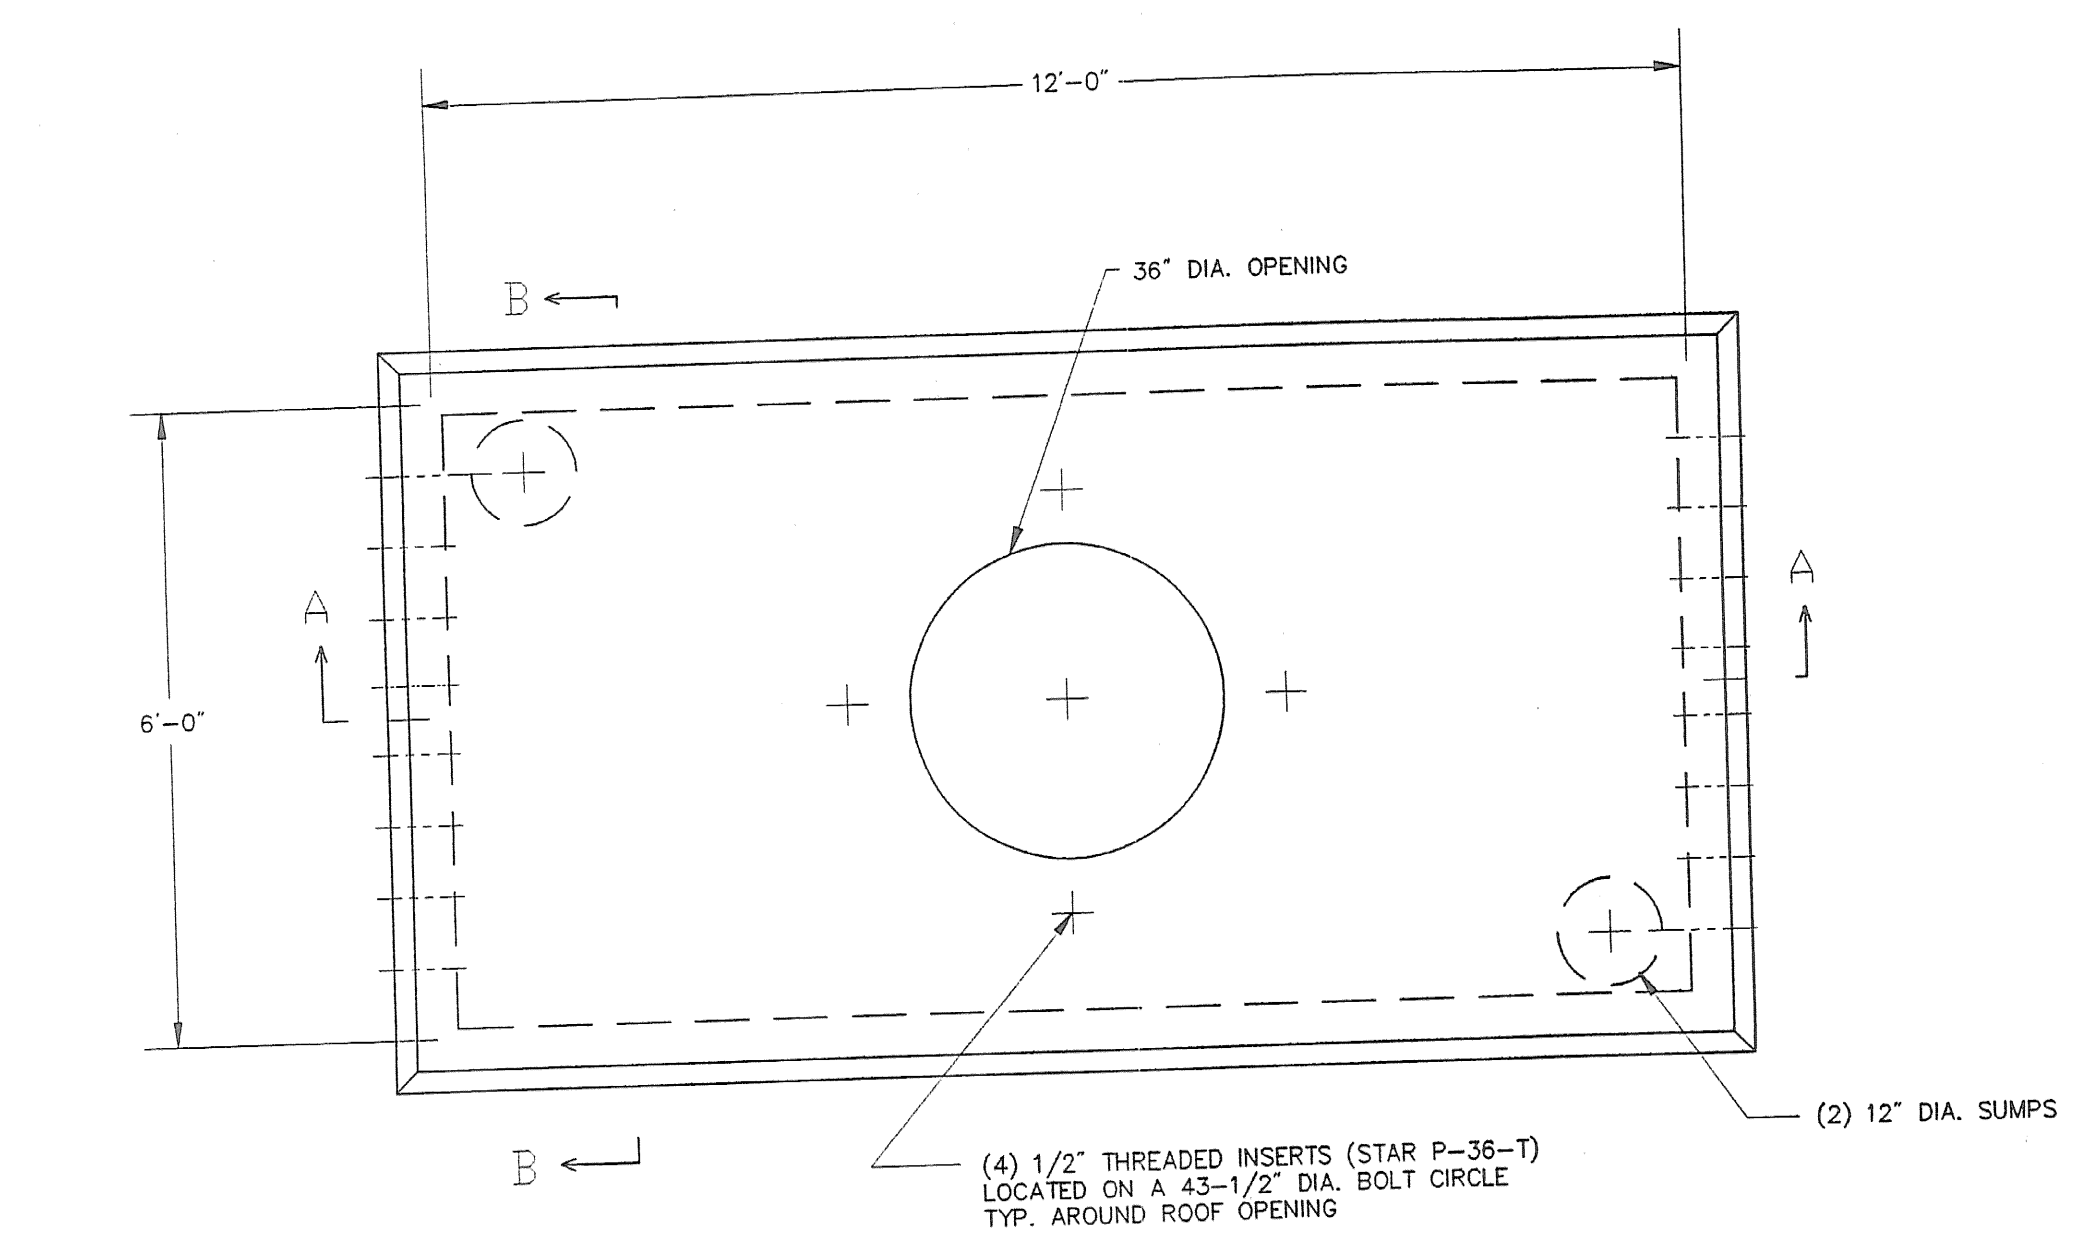 12'-0"
36" DIA. OPENING
B
A
A
6'-0"
(2) 12" DIA. SUMPS
B
(4) 1/2" THREADED INSERTS (STAR P-36-T)
LOCATED ON A 43-1/2" DIA. BOLT CIRCLE
TYP. AROUND ROOF OPENING